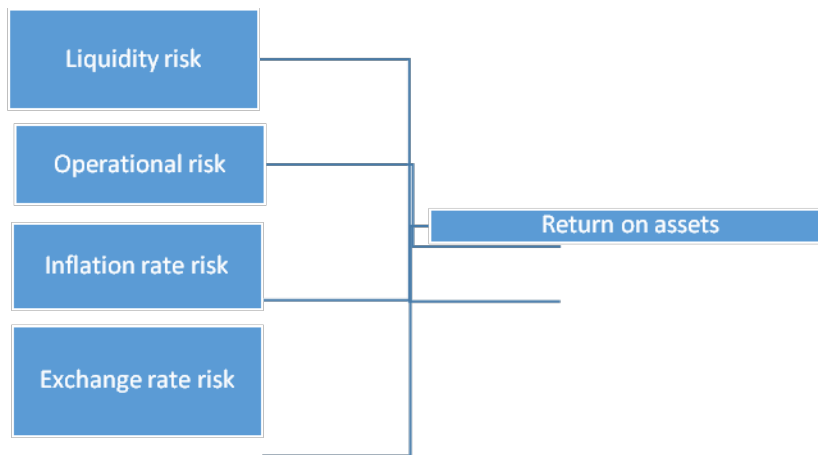 Liquidity risk
Operational risk
Return on assets
Inflation rate risk
Exchange rate risk